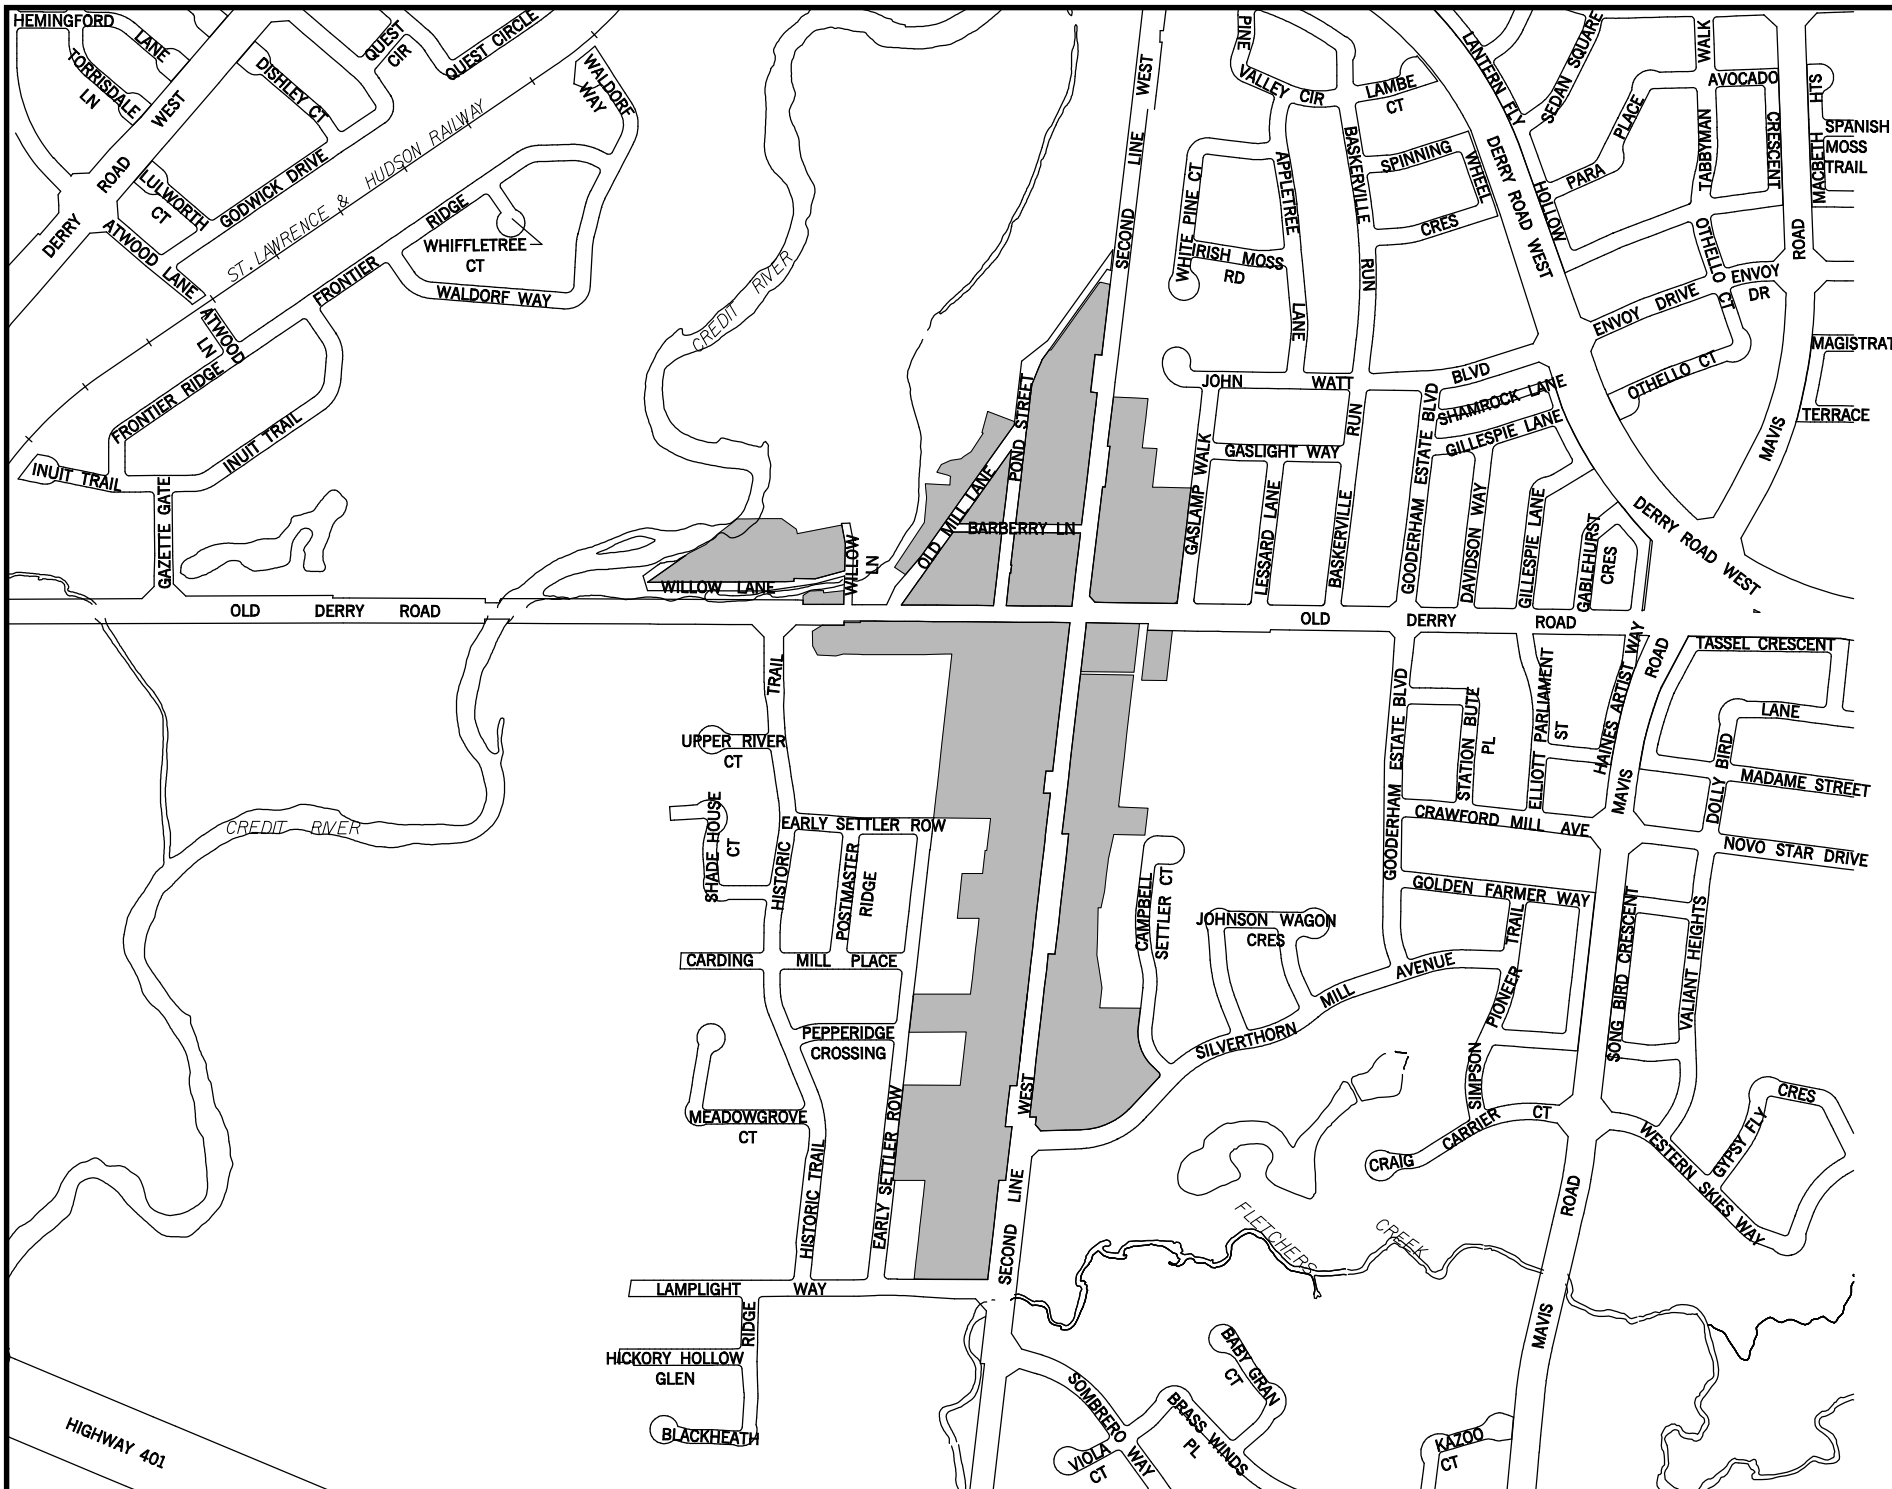 HEMINGFORD
LANE
TORRISDALE
LN
DISHLEY CT
QUEST
CIR
QUEST CIRCLE
WALDORF
WAY
DERRY
ROAD
WEST
LULWORTH
CT
GODWICK DRIVE
ATWOOD LANE
ST. LAWRENCE & HUDSON RAILWAY
ATWOOD
LN
FRONTIER
RIDGE
WHIFFLETREE
CT
WALDORF WAY
FRONTIER RIDGE
INUIT TRAIL
INUIT TRAIL
GAZETTE GATE
CREDIT RIVER
SECOND
LINE
WEST
PINE
VALLEY CIR
LAMBE
CT
BASKERVILLE
RUN
SPINNING
WHEEL
CRES
WHITE PINE CT
APPLETREE
LANE
IRISH MOSS
RD
LANTERN FLY
HOLLOW
SEDAN SQUARE
DERRY ROAD WEST
PARA
PLACE
WALK
TABBYMAN
AVOCADO
CRESCENT
MACBETH HTS
SPANISH
MOSS
TRAIL
OTHELLO
CT
ENVOY
DR
ENVOY DRIVE
OTHELLO CT
ROAD
MAVIS
MAGISTRAT
TERRACE
JOHN WATT
BLVD
SHAMROCK LANE
GILLESPIE LANE
GASLIGHT WAY
GASLAMP WALK
LESSARD LANE
BASKERVILLE
RUN
GOODERHAM ESTATE BLVD
DAVIDSON WAY
GILLESPIE LANE
GABLEHURST
CRES
DERRY ROAD WEST
POND STREET
OLD MILL LANE
BARBERRY LN
WILLOW
LN
WILLOW LANE
OLD DERRY ROAD
OLD DERRY ROAD
TRAIL
HISTORIC
UPPER RIVER
CT
SHADE HOUSE
CT
EARLY SETTLER ROW
POSTMASTER
RIDGE
CARDING MILL PLACE
PEPPERIDGE
CROSSING
MEADOWGROVE
CT
HISTORIC TRAIL
EARLY SETTLER ROW
LAMPLIGHT WAY
RIDGE
HICKORY HOLLOW
GLEN
BLACKHEATH
CREDIT RIVER
HIGHWAY 401
WEST
LINE
SECOND
CAMPBELL
SETTLER CT
JOHNSON WAGON
CRES
SILVERTHORN
MILL
AVENUE
GOODERHAM ESTATE BLVD
STATION BUTE
PL
ELLIOTT PARLIAMENT
ST
HAINES ARTIST WAY
MAVIS
ROAD
TASSEL CRESCENT
LANE
DOLLY BIRD
MADAME STREET
NOVO STAR DRIVE
CRAWFORD MILL AVE
GOLDEN FARMER WAY
TRAIL
PIONEER
SIMPSON
SONG BIRD CRESCENT
VALIANT HEIGHTS
CRAIG
CARRIER
CT
WESTERN SKIES WAY
GYPSY FLY
CRES
FLETCHERS
CREEK
ROAD
MAVIS
BABY GRAN
CT
SOMBRERO
WAY
BRASS WINDS
PL
VIOLA
CT
KAZOO
CT